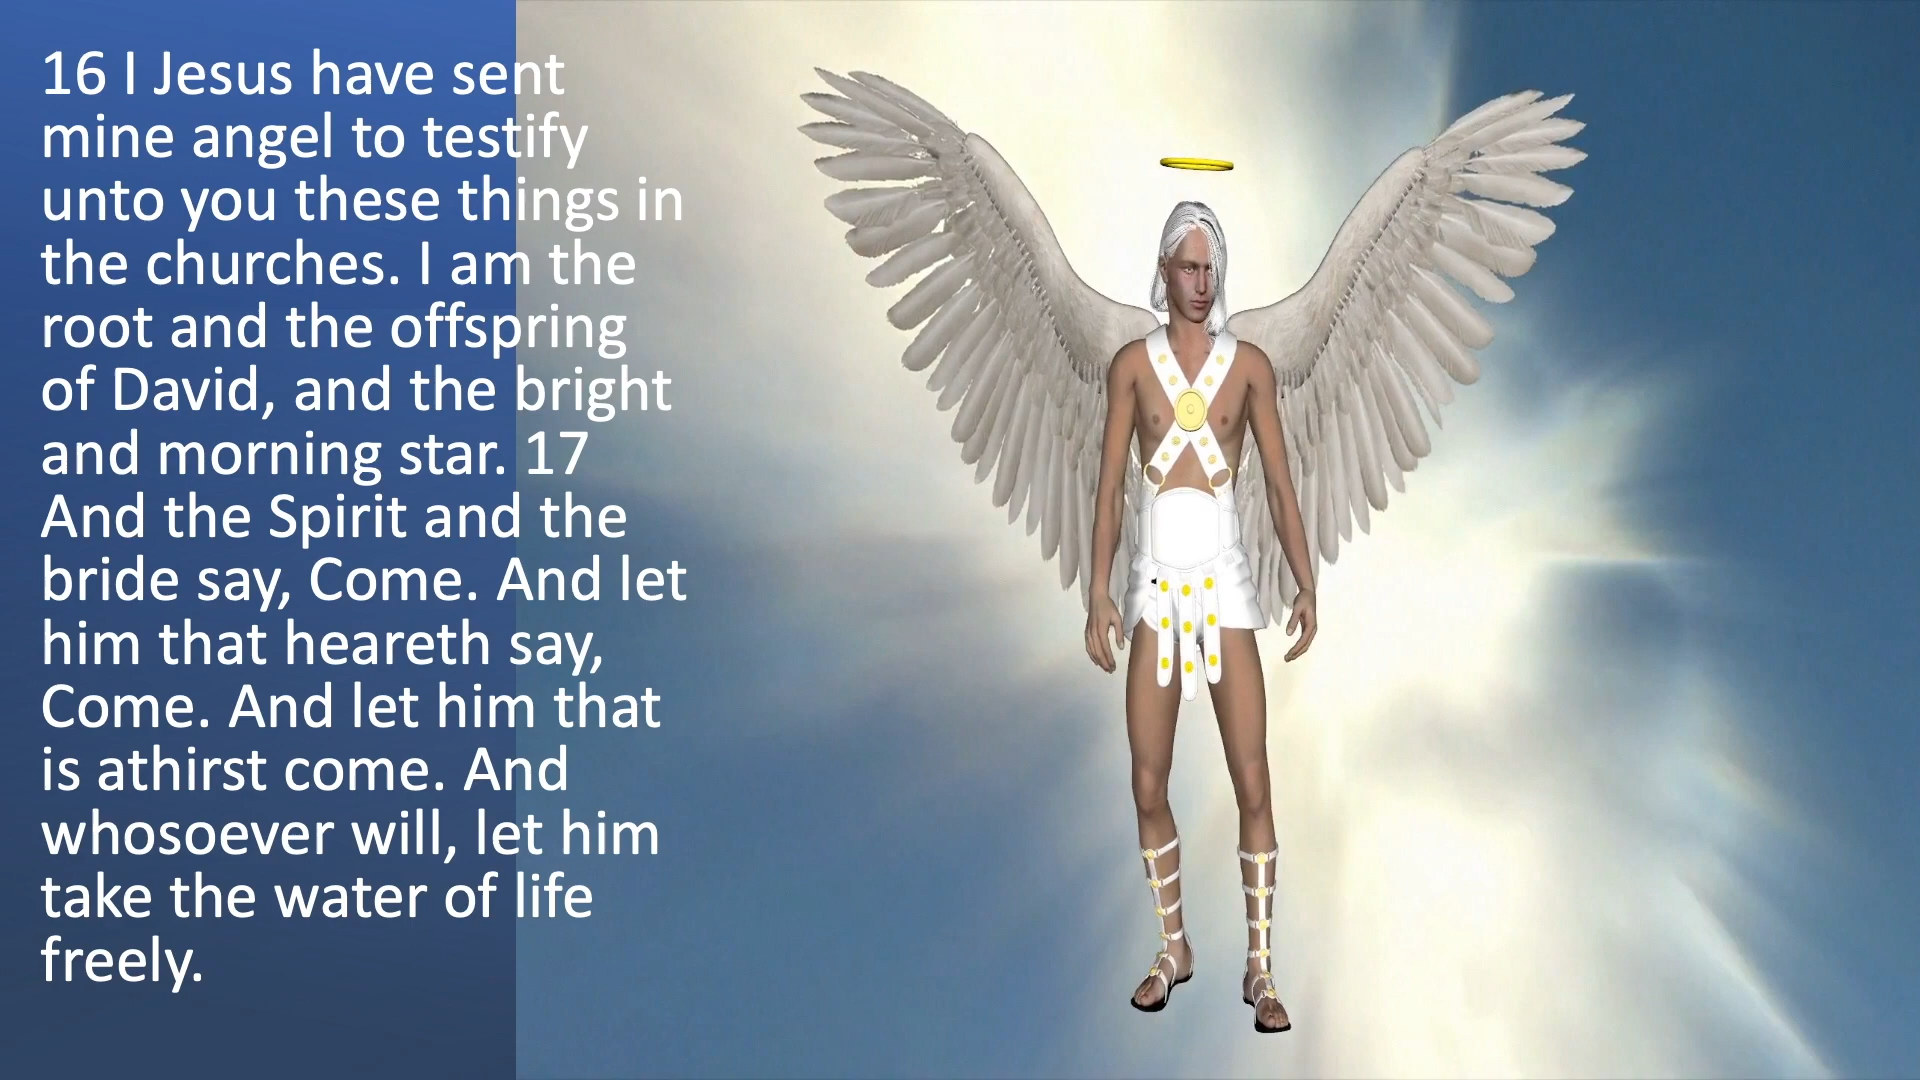 16 I Jesus have sent
mine angel to testify
unto you these things in
the churches. I am the
root and the offspring
of David, and the bright
and morning star. 17
And the Spirit and the
bride say, Come. And let
him that heareth say,
Come. And let him that
is athirst come. And
whosoever will, let him
take the water of life
freely.